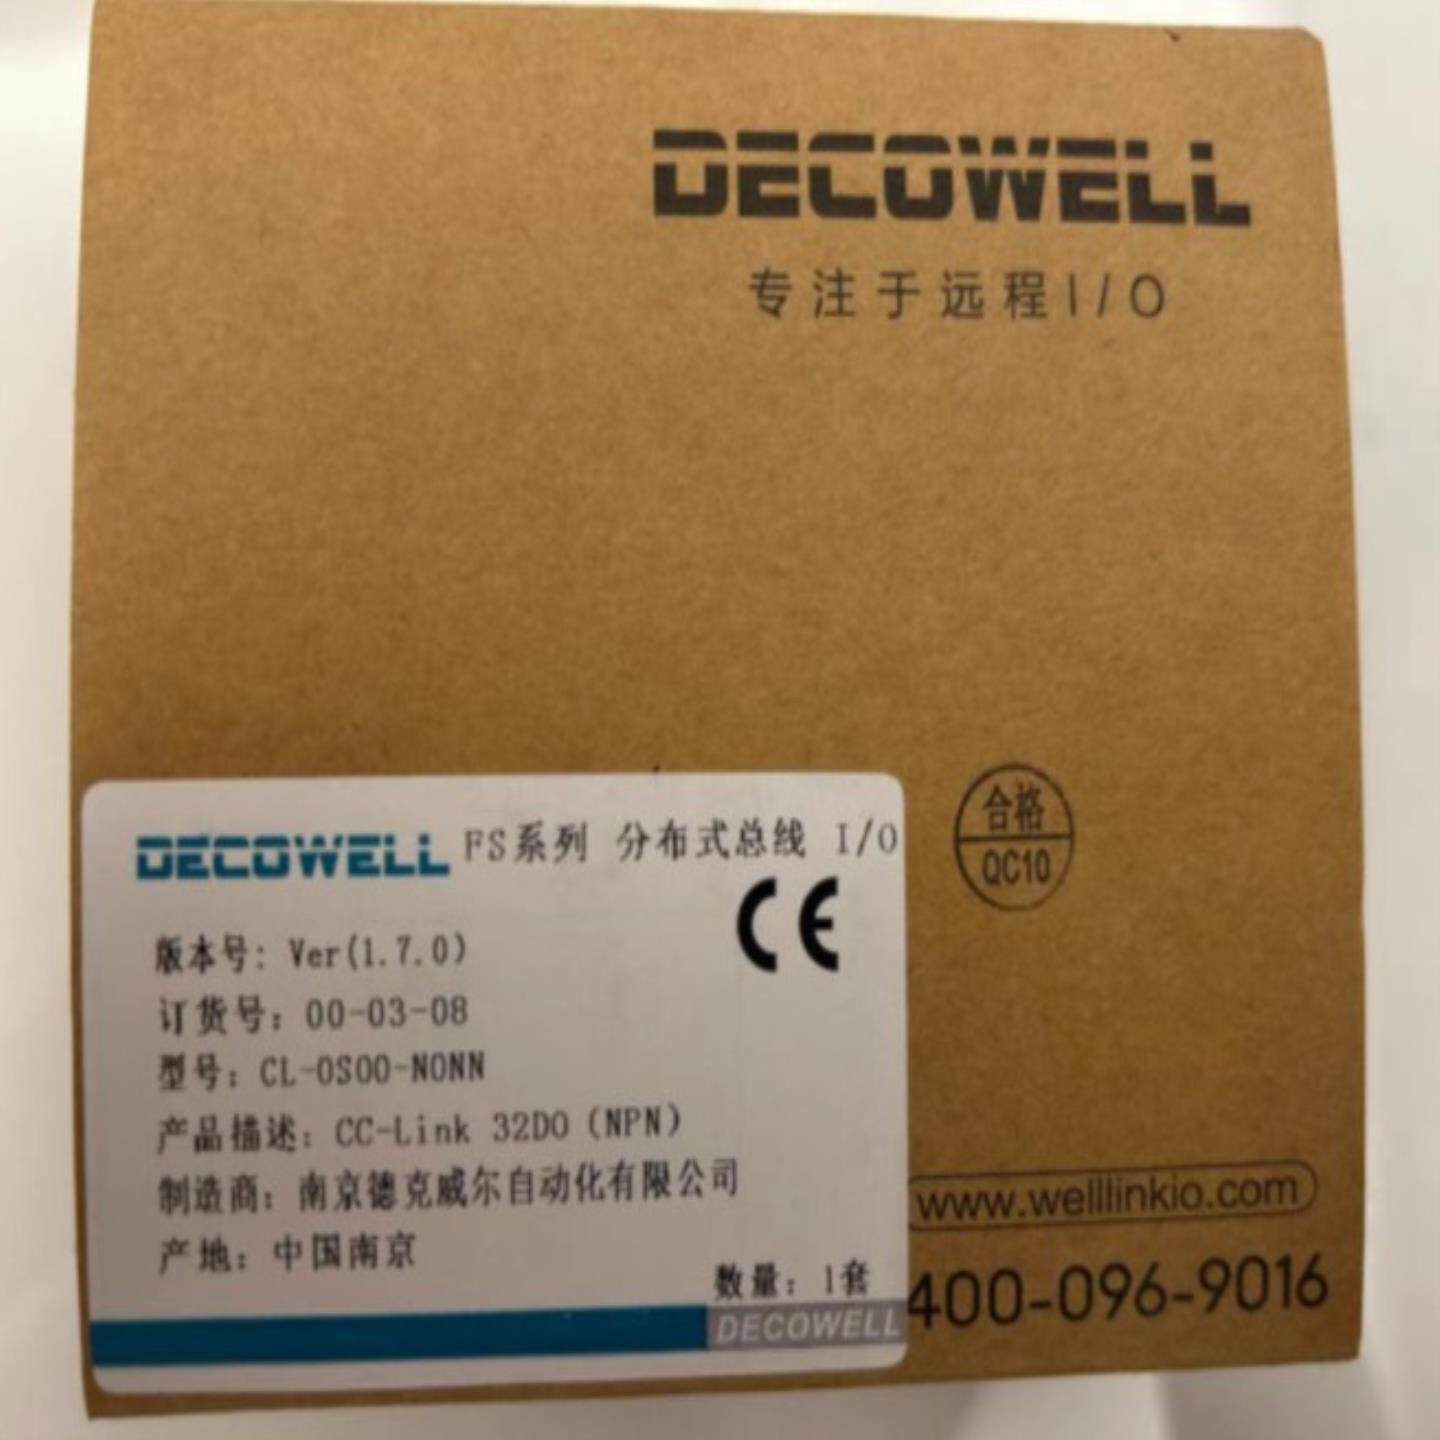 DECOWELL
专注于远程I/O
合格
QC10
DECOWELL FS系列 分布式总线 I/O
CE
版本号: Ver(1.7.0)
订货号: 00-03-08
型号: CL-0S00-N0NN
产品描述: CC-Link 32DO (NPN)
制造商: 南京德克威尔自动化有限公司
产地: 中国南京
数量: 1套
DECOWELL
www.welllinkio.com
400-096-9016